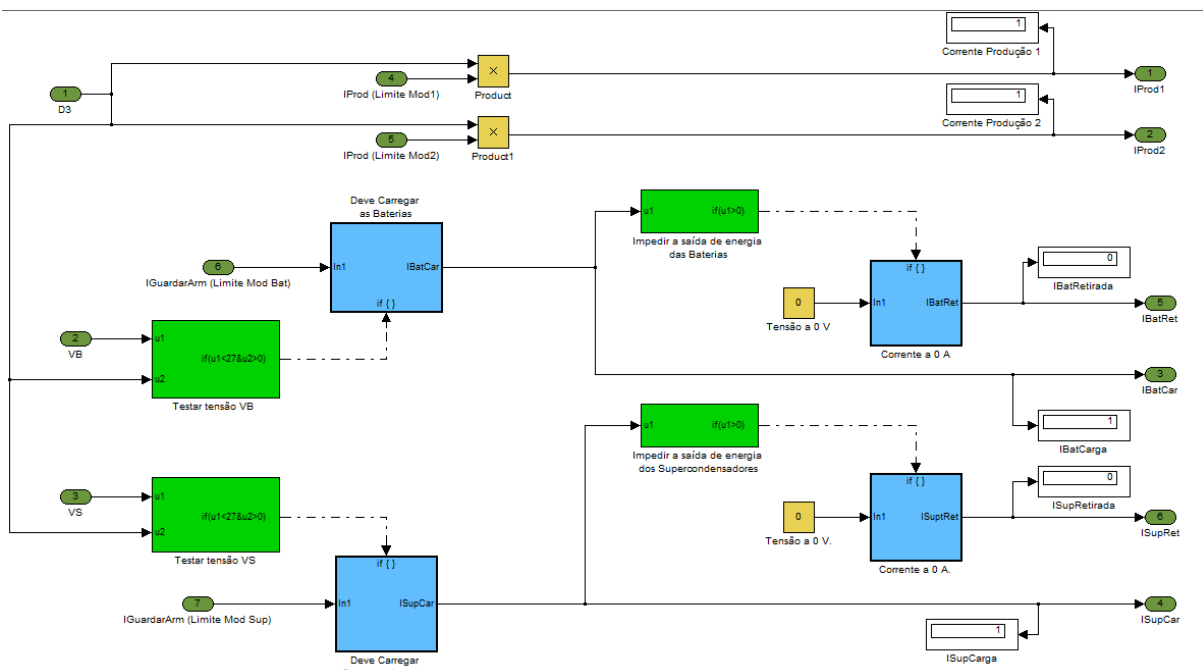 1
Corrente Produção 1
1
D3
4
IProd (Limite Mod1)
×
Product
1
IProd1
1
Corrente Produção 2
5
IProd (Limite Mod2)
×
Product1
2
IProd2
Deve Carregar
as Baterias
6
IGuardarArm (Limite Mod Bat)
In1
IBatCar
if { }
u1
if(u1>0)
Impedir a saída de energia
das Baterias
if { }
0
Tensão a 0 V
In1
IBatRet
Corrente a 0 A
0
IBatRetirada
5
IBatRet
2
VB
u1
if(u1<27&u2>0)
u2
Testar tensão VB
3
IBatCar
1
IBatCarga
u1
if(u1>0)
Impedir a saída de energia
dos Supercondensadores
if { }
0
Tensão a 0 V.
In1
ISuptRet
Corrente a 0 A.
0
ISupRetirada
6
ISupRet
3
VS
u1
if(u1<27&u2>0)
u2
Testar tensão VS
if { }
7
IGuardarArm (Limite Mod Sup)
In1
ISupCar
Deve Carregar
4
ISupCar
1
ISupCarga